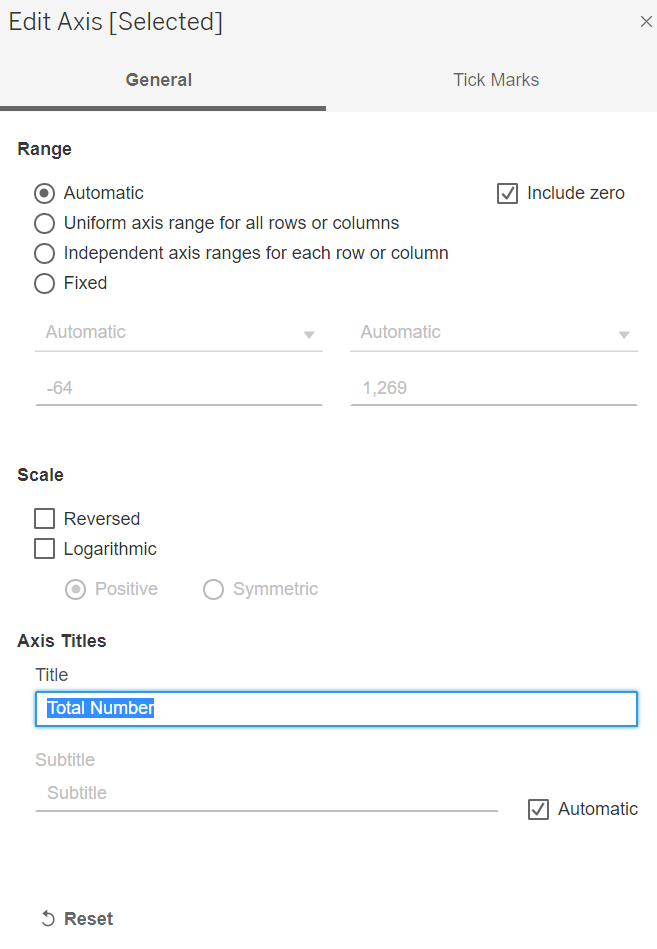 Edit Axis [Selected]
General
Tick Marks
Range
Automatic
Include zero
Uniform axis range for all rows or columns
Independent axis ranges for each row or column
Fixed
Automatic
Automatic
-64
1,269
Scale
Reversed
Logarithmic
Positive
Symmetric
Axis Titles
Title
Total Number
Subtitle
Subtitle
Automatic
Reset